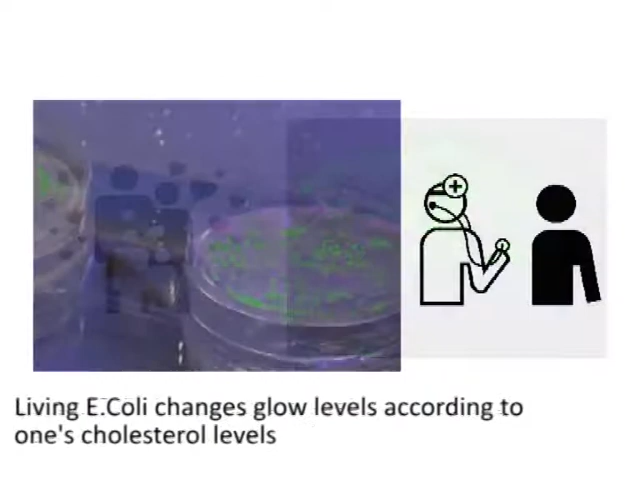 Living E.Coli changes glow levels according to
one's cholesterol levels